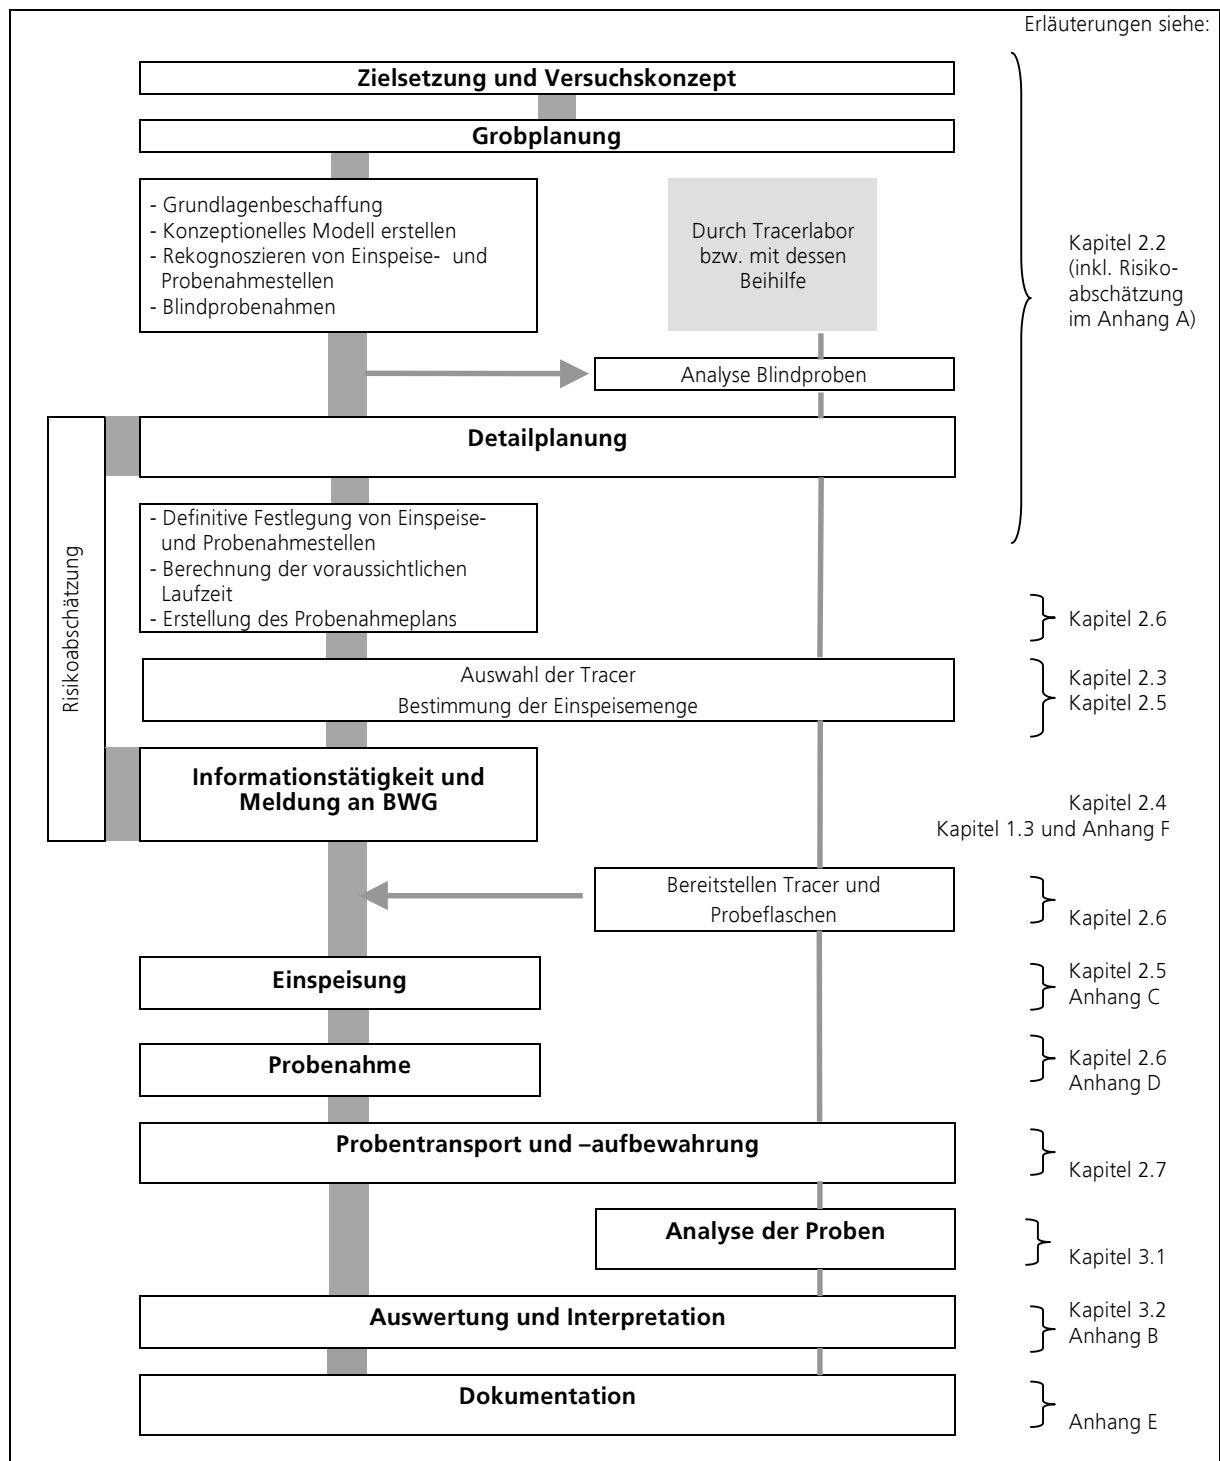 Erläuterungen siehe:
Zielsetzung und Versuchskonzept
Grobplanung
- Grundlagenbeschaffung
- Konzeptionelles Modell erstellen
- Rekognoszieren von Einspeise- und
Probenahmestellen
- Blindprobenahmen
Durch Tracerlabor
bzw. mit dessen
Beihilfe
Kapitel 2.2
(inkl. Risiko-
abschätzung
im Anhang A)
Analyse Blindproben
Detailplanung
Risikoabschätzung
- Definitive Festlegung von Einspeise-
und Probenahmestellen
- Berechnung der voraussichtlichen
Laufzeit
- Erstellung des Probenahmeplans
Kapitel 2.6
Auswahl der Tracer
Bestimmung der Einspeisemenge
Kapitel 2.3
Kapitel 2.5
Informationstätigkeit und
Meldung an BWG
Kapitel 2.4
Kapitel 1.3 und Anhang F
Bereitstellen Tracer und
Probeflaschen
Kapitel 2.6
Einspeisung
Kapitel 2.5
Anhang C
Probenahme
Kapitel 2.6
Anhang D
Probentransport und –aufbewahrung
Kapitel 2.7
Analyse der Proben
Kapitel 3.1
Auswertung und Interpretation
Kapitel 3.2
Anhang B
Dokumentation
Anhang E